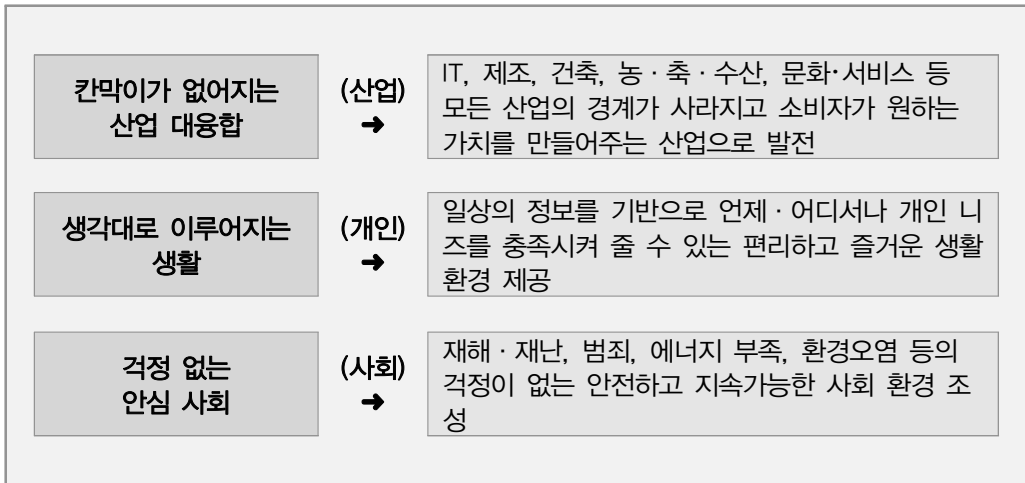 칸막이가 없어지는
산업 대융합
(산업)
➜
IT, 제조, 건축, 농·축·수산, 문화·서비스 등
모든 산업의 경계가 사라지고 소비자가 원하는
가치를 만들어주는 산업으로 발전
생각대로 이루어지는
생활
(개인)
➜
일상의 정보를 기반으로 언제·어디서나 개인 니
즈를 충족시켜 줄 수 있는 편리하고 즐거운 생활
환경 제공
걱정 없는
안심 사회
(사회)
➜
재해·재난, 범죄, 에너지 부족, 환경오염 등의
걱정이 없는 안전하고 지속가능한 사회 환경 조
성